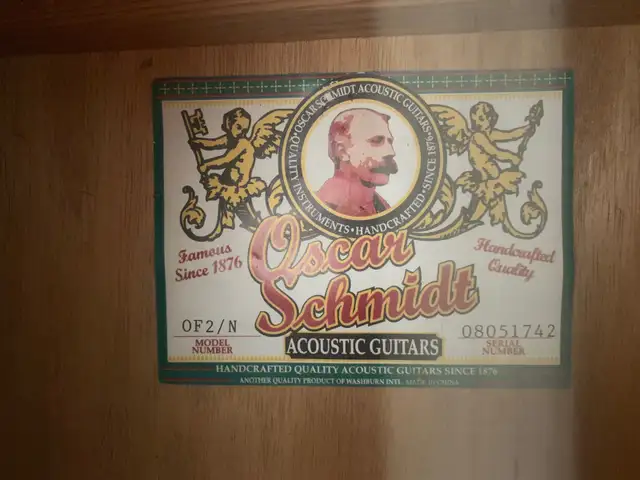 OSCAR SCHMIDT ACOUSTIC GUITARS • SINCE 1876 • HANDCRAFTED • QUALITY INSTRUMENTS •
Famous
Since 1876
Handcrafted
Quality
Oscar
Schmidt
ACOUSTIC GUITARS
OF2/N
MODEL
NUMBER
08051742
SERIAL
NUMBER
HANDCRAFTED QUALITY ACOUSTIC GUITARS SINCE 1876
ANOTHER QUALITY PRODUCT OF WASHBURN INTL. MADE IN CHINA